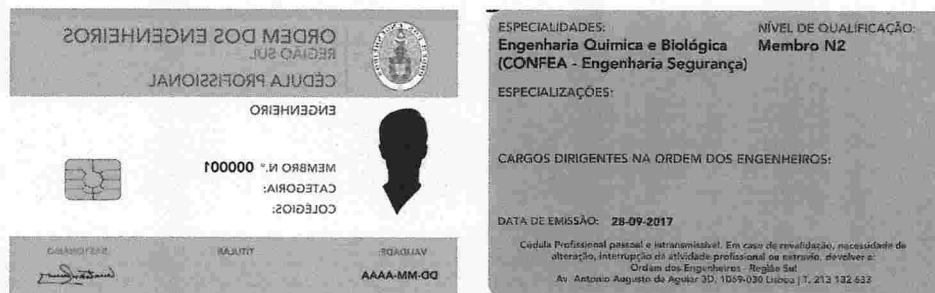 ORDEM DOS ENGENHEIROS
REGIÃO SUL
CÉDULA PROFISSIONAL
ENGENHEIRO
MEMBRO N.º 000001
CATEGORIA:
COLÉGIOS:
VALIDADE
TITULAR
BASTONÁRIO
DD-MM-AAAA
ESPECIALIDADES:
Engenharia Quimica e Biológica
(CONFEA - Engenharia Segurança)
NÍVEL DE QUALIFICAÇÃO:
Membro N2
ESPECIALIZAÇÕES:
CARGOS DIRIGENTES NA ORDEM DOS ENGENHEIROS:
DATA DE EMISSÃO: 28-09-2017
Cédula Profissional pessoal e intransmissível. Em caso de revalidação, necessidade de
alteração, interrupção da atividade profissional ou extravio, devolver a:
Ordem dos Engenheiros - Região Sul
Av. Antonio Augusto de Aguiar 3D, 1069-030 Lisboa | T. 213 132 633